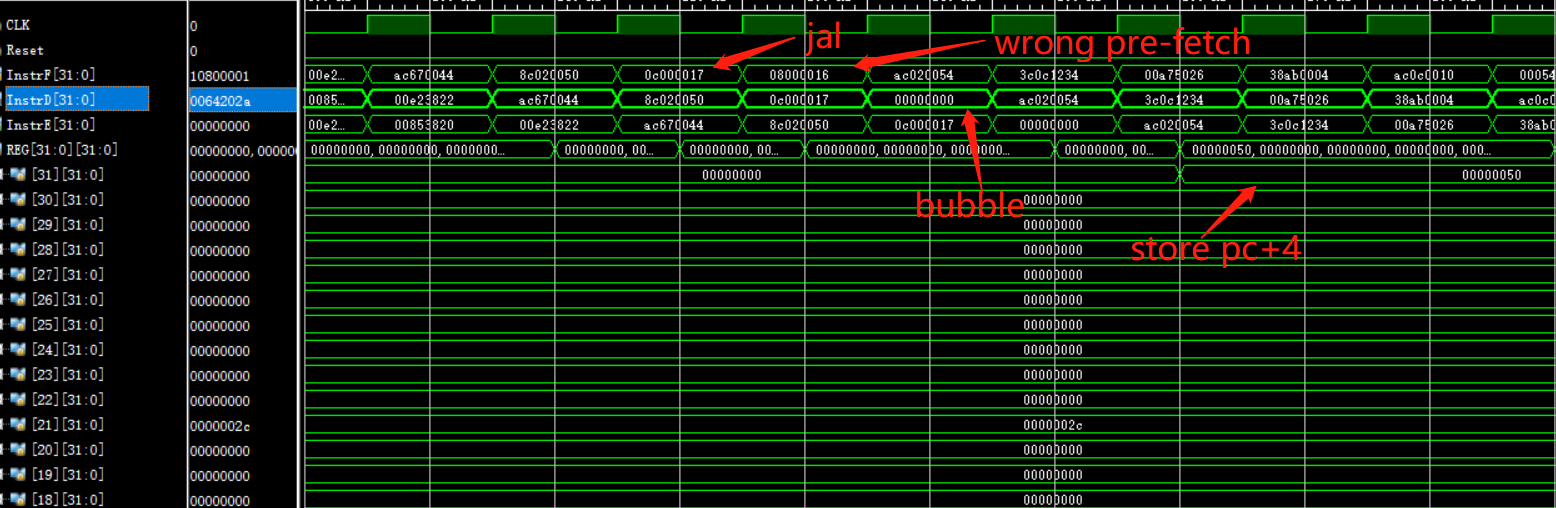 CLK 0
jal
wrong pre-fetch
Reset 0
InstrF[31:0] 10800001 00e2... ac670044 8c020050 0c000017 08000016 ac020054 3c0c1234 00a75026 38ab0004 ac0c0010 00054
InstrD[31:0] 0064202a 0085... 00e23822 ac670044 8c020050 0c000017 00000000 ac020054 3c0c1234 00a75026 38ab0004 ac0c0
InstrE[31:0] 00000000 00e2... 00853820 00e23822 ac670044 8c020050 0c000017 00000000 ac020054 3c0c1234 00a75026 38ab0
REG[31:0][31:0] 00000000, 000000 00000000, 00000000, 00000000... 00000000, 00... 00000000, 00... 00000000, 00000000, 00000000... 00000000, 00... 00000050, 00000000, 00000000, 00000000, 000...
[31][31:0] 00000000 00000000 00000050
[30][31:0] 00000000 00000000
bubble
[29][31:0] 00000000 00000000
store pc+4
[28][31:0] 00000000 00000000
[27][31:0] 00000000 00000000
[26][31:0] 00000000 00000000
[25][31:0] 00000000 00000000
[24][31:0] 00000000 00000000
[23][31:0] 00000000 00000000
[22][31:0] 00000000 00000000
[21][31:0] 0000002c 0000002c
[20][31:0] 00000000 00000000
[19][31:0] 00000000 00000000
[18][31:0] 00000000 00000000